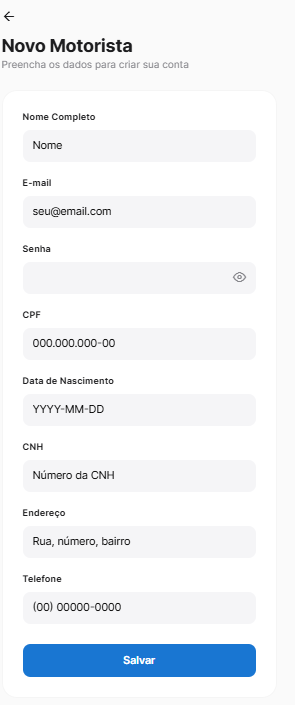 Novo Motorista
Preencha os dados para criar sua conta
Nome Completo
Nome
E-mail
seu@email.com
Senha
CPF
000.000.000-00
Data de Nascimento
YYYY-MM-DD
CNH
Número da CNH
Endereço
Rua, número, bairro
Telefone
(00) 00000-0000
Salvar